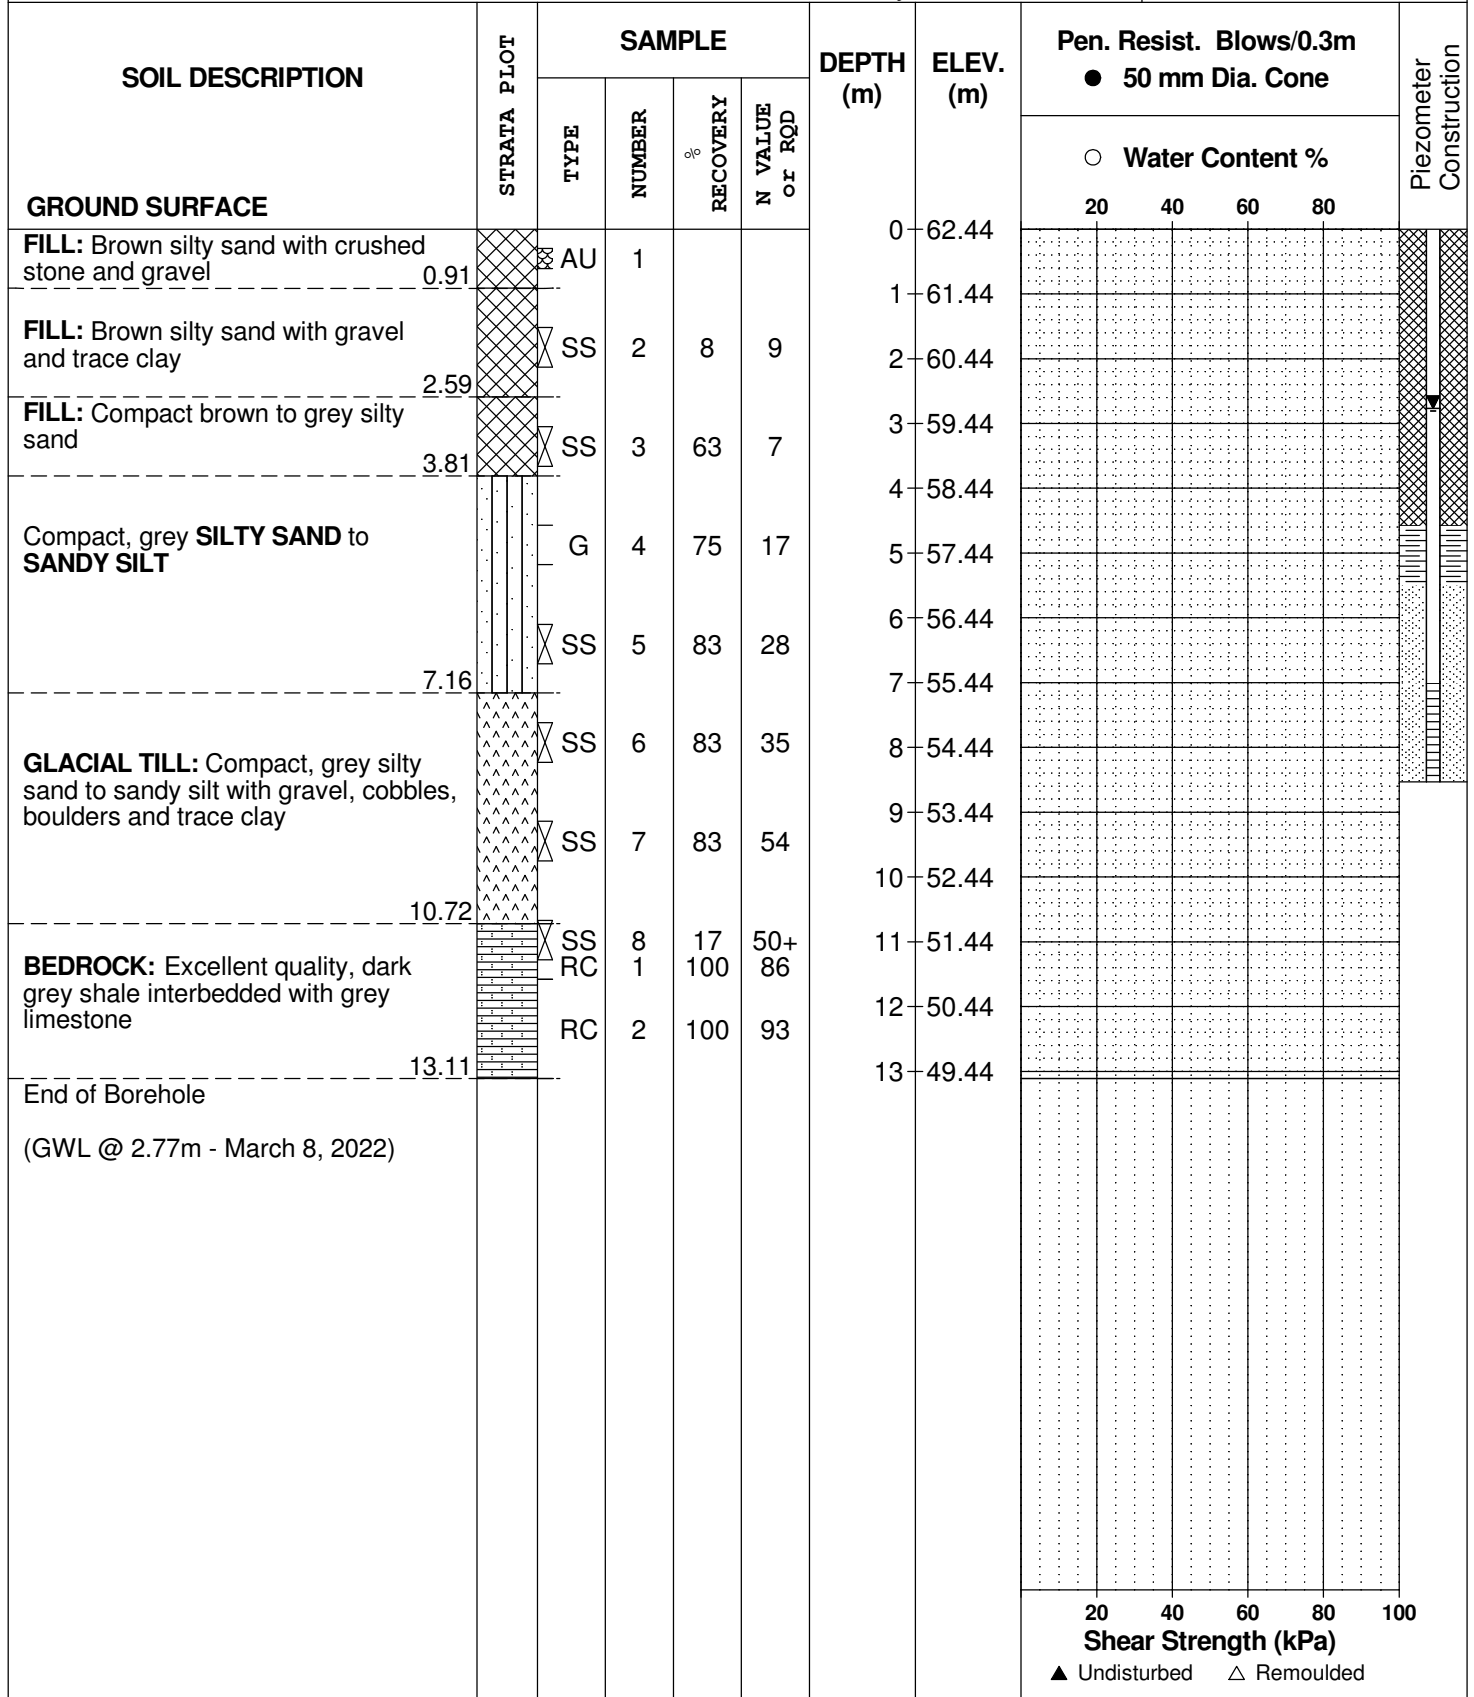 SOIL DESCRIPTION
GROUND SURFACE
STRATA PLOT
SAMPLE
TYPE
NUMBER
% RECOVERY
N VALUE or RQD
DEPTH (m)
ELEV. (m)
Pen. Resist. Blows/0.3m
● 50 mm Dia. Cone
○ Water Content %
20 40 60 80
Piezometer Construction
0 62.44
FILL: Brown silty sand with crushed
stone and gravel 0.91
AU 1
1 61.44
FILL: Brown silty sand with gravel
and trace clay
2.59
SS 2 8 9
2 60.44
FILL: Compact brown to grey silty
sand
3.81
3 59.44
SS 3 63 7
4 58.44
Compact, grey SILTY SAND to
SANDY SILT
7.16
G 4 75 17
5 57.44
6 56.44
SS 5 83 28
7 55.44
GLACIAL TILL: Compact, grey silty
sand to sandy silt with gravel, cobbles,
boulders and trace clay
10.72
SS 6 83 35
8 54.44
9 53.44
SS 7 83 54
10 52.44
SS 8 17 50+
11 51.44
BEDROCK: Excellent quality, dark
grey shale interbedded with grey
limestone
13.11
RC 1 100 86
12 50.44
RC 2 100 93
13 49.44
End of Borehole
(GWL @ 2.77m - March 8, 2022)
20 40 60 80 100
Shear Strength (kPa)
▲ Undisturbed △ Remoulded